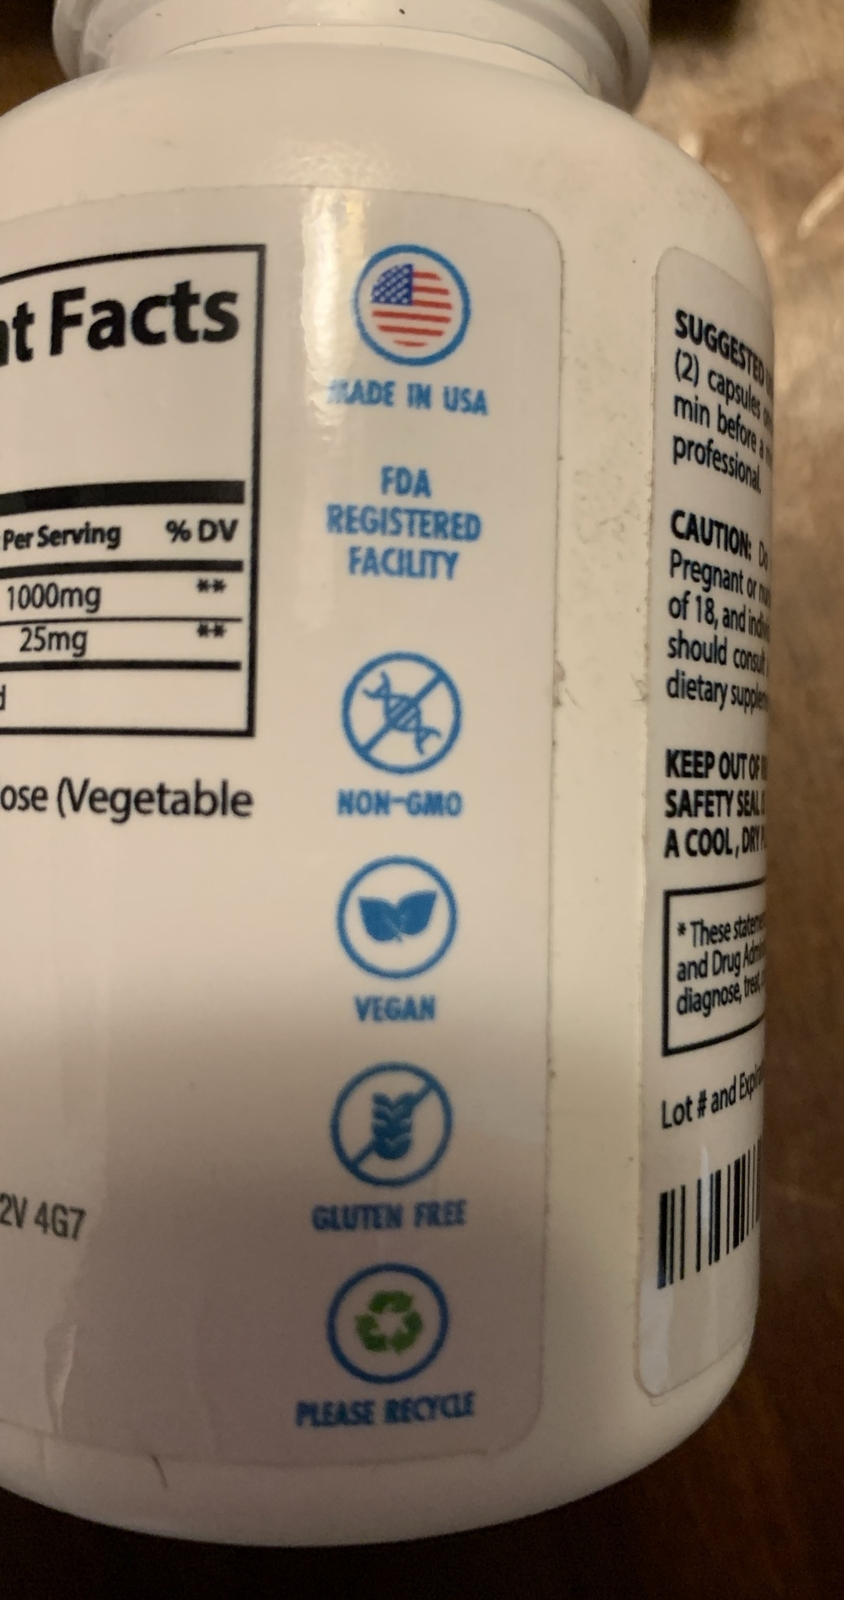 Facts
Per Serving % DV
1000mg **
25mg **
(Vegetable
2V 4G7
MADE IN USA
FDA
REGISTERED
FACILITY
NON-GMO
VEGAN
GLUTEN FREE
PLEASE RECYCLE
SUGGESTED
(2) capsules
min before a
professional.
CAUTION: Do
Pregnant or
of 18, and
should consult
dietary
KEEP OUT OF
SAFETY SEAL
A COOL, DRY
* These
and Drug
diagnose, treat,
Lot # and